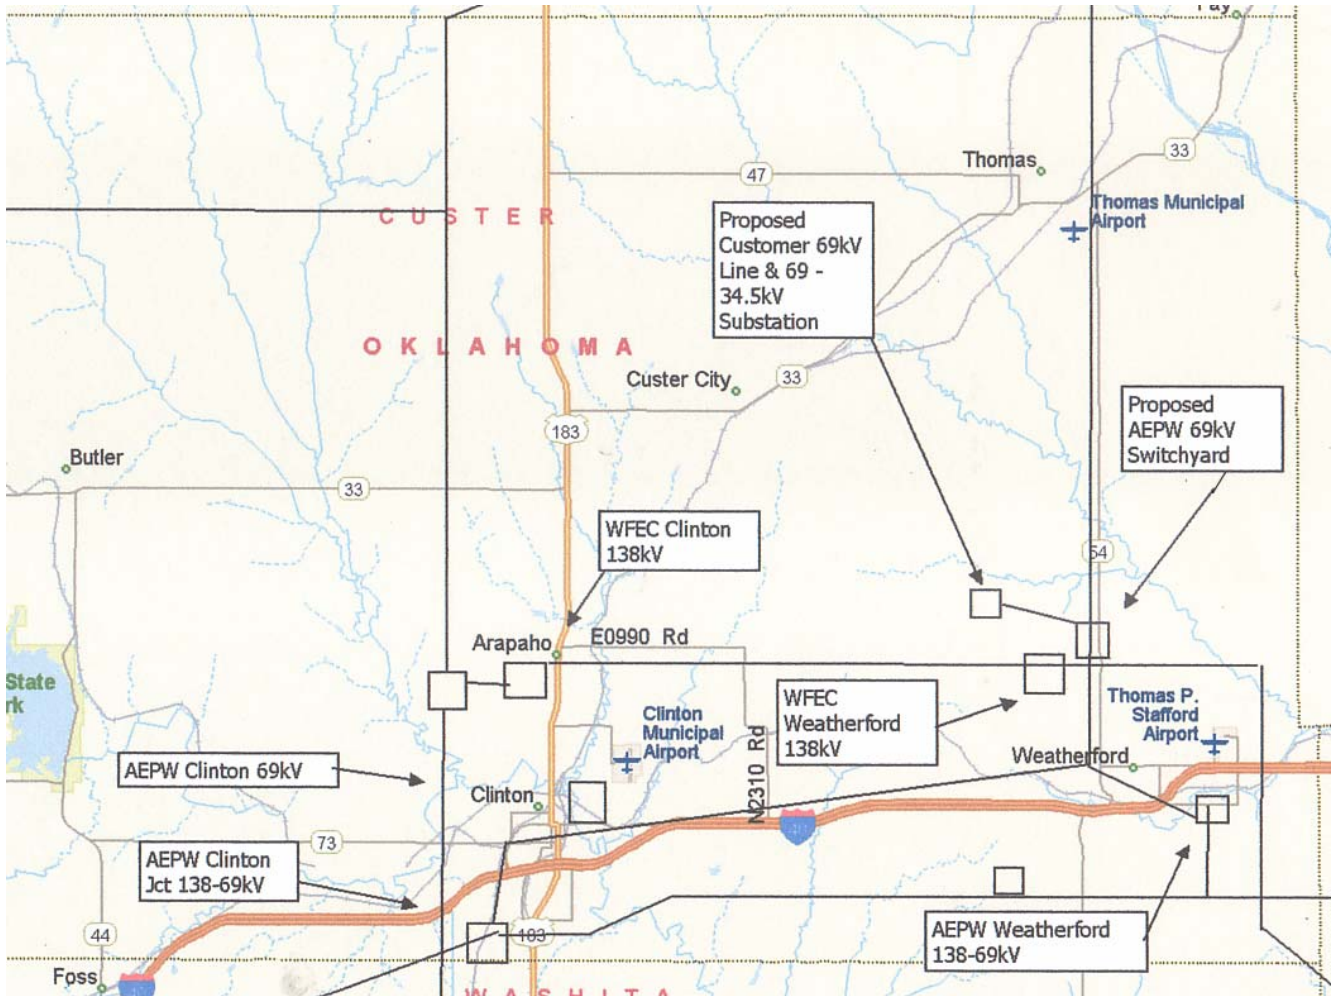 Fay
Thomas
33
47
Thomas Municipal
Airport
CUSTER
Proposed
Customer 69kV
Line & 69 -
34.5kV
Substation
OKLAHOMA
Custer City
33
Proposed
AEPW 69kV
Switchyard
183
Butler
33
WFEC Clinton
138kV
54
Arapaho
E0990 Rd
State
rk
WFEC
Weatherford
138kV
Thomas P.
Stafford
Airport
Clinton
Municipal
Airport
N2310 Rd
Weatherford
AEPW Clinton 69kV
Clinton
73
AEPW Clinton
Jct 138-69kV
44
183
AEPW Weatherford
138-69kV
Foss
WASHITA